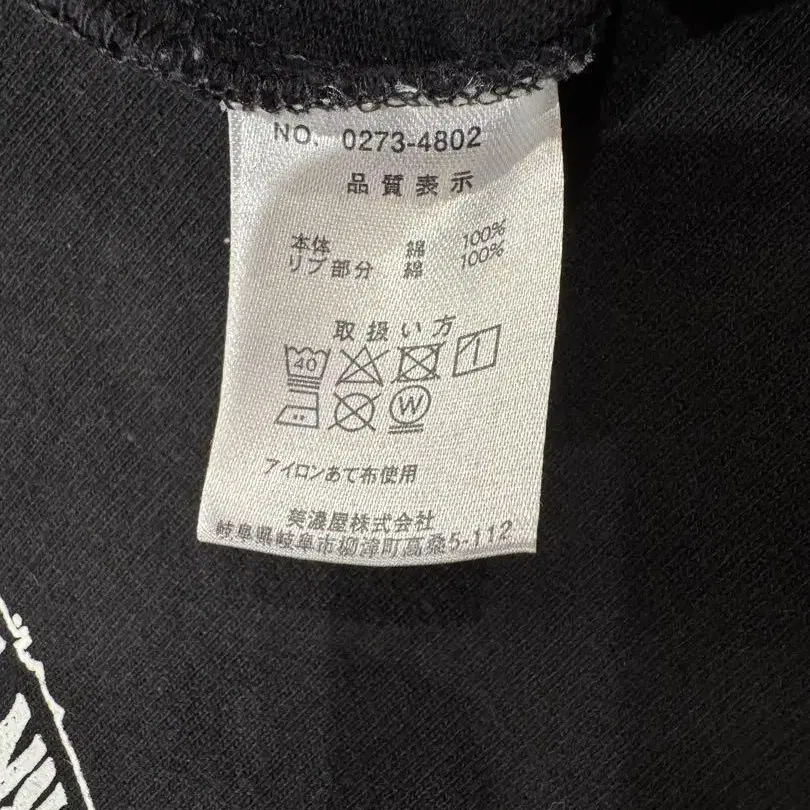 NO. 0273-4802
品質表示
本体 綿 100%
リブ部分 綿 100%
取扱い方
40
W
アイロンあて布使用
美濃屋株式会社
岐阜県岐阜市柳津町高桑5-112